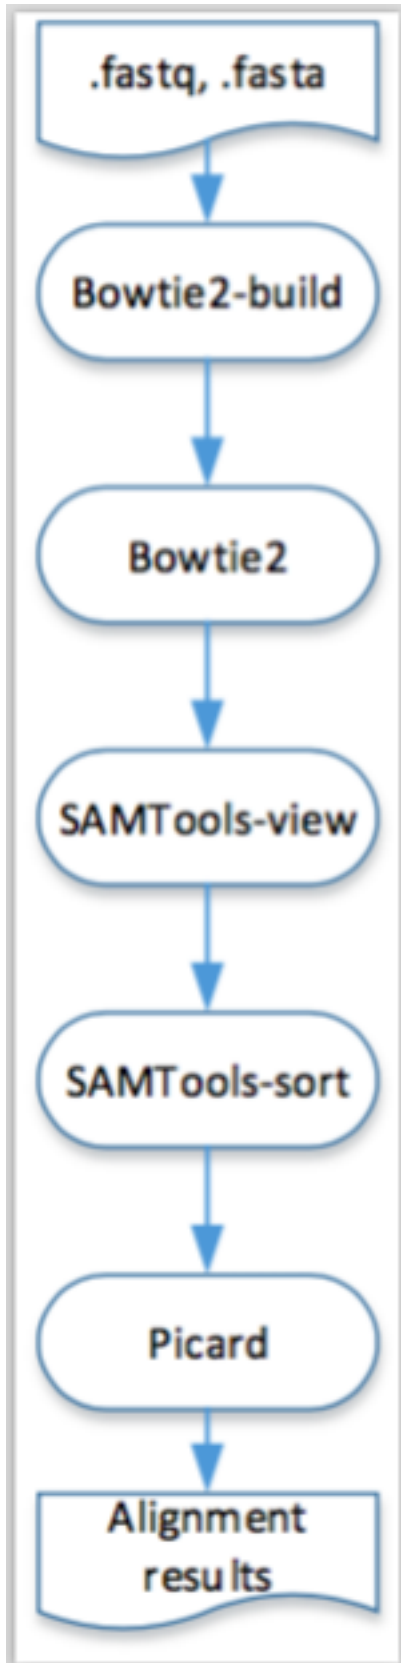 .fastq, .fasta
Bowtie2-build
Bowtie2
SAMTools-view
SAMTools-sort
Picard
Alignment
results